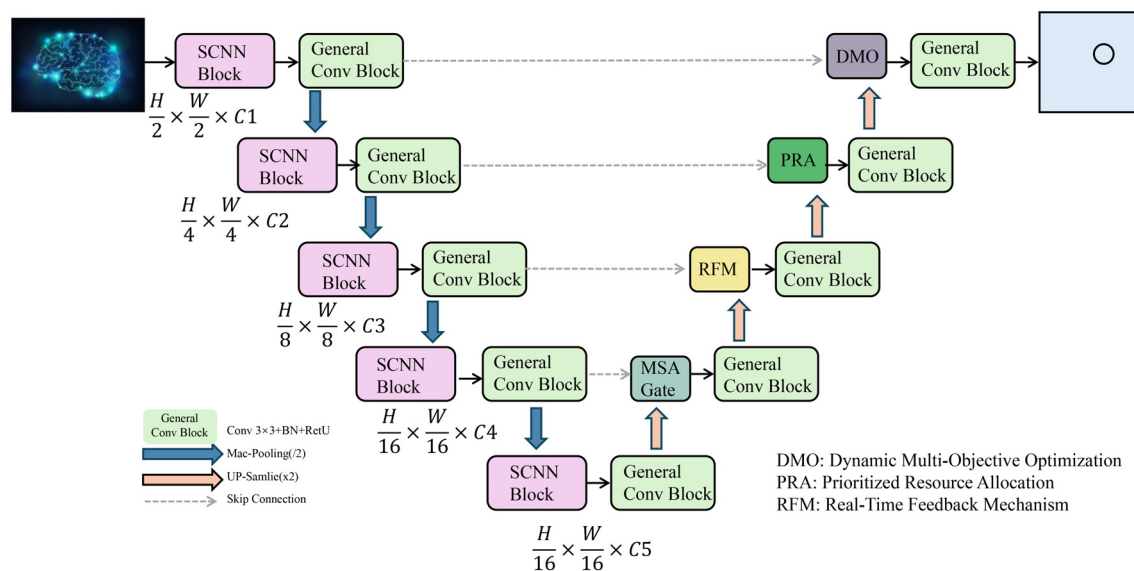 SCNN
Block
General
Conv Block
DMO
General
Conv Block
H/2 × W/2 × C1
SCNN
Block
General
Conv Block
PRA
General
Conv Block
H/4 × W/4 × C2
SCNN
Block
General
Conv Block
RFM
General
Conv Block
H/8 × W/8 × C3
SCNN
Block
General
Conv Block
MSA
Gate
General
Conv Block
H/16 × W/16 × C4
SCNN
Block
General
Conv Block
H/16 × W/16 × C5
General
Conv Block
Conv 3×3+BN+RetU
Mac-Pooling(/2)
UP-Samlie(x2)
Skip Connection
DMO: Dynamic Multi-Objective Optimization
PRA: Prioritized Resource Allocation
RFM: Real-Time Feedback Mechanism